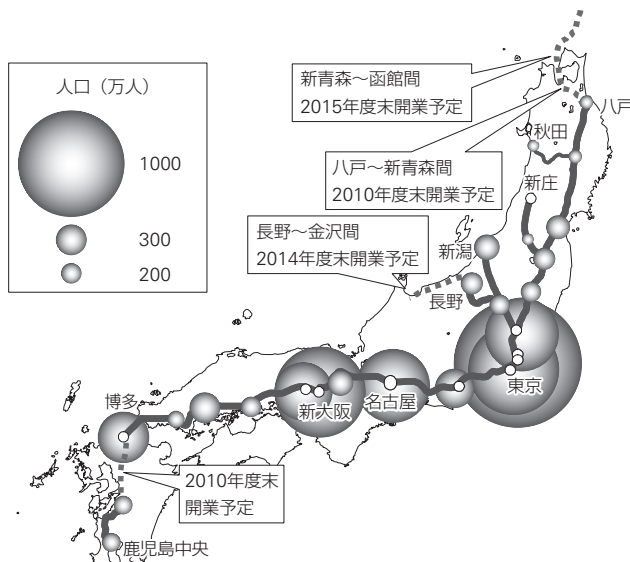 人口（万人）
1000
300
200
新青森～函館間
2015年度末開業予定
八戸
秋田
八戸～新青森間
2010年度末開業予定
新庄
長野～金沢間
2014年度末開業予定
新潟
長野
東京
名古屋
新大阪
博多
2010年度末
開業予定
鹿児島中央